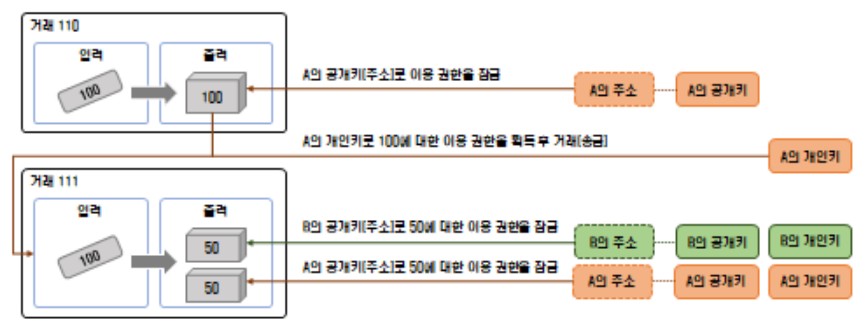 거래 110
입력
출력
100
100
A의 공개키[주소]로 이용 권한을 잠금
A의 주소
A의 공개키
A의 개인키로 100에 대한 이용 권한을 획득 후 거래[송금]
A의 개인키
거래 111
입력
출력
100
50
50
B의 공개키[주소]로 50에 대한 이용 권한을 잠금
B의 주소
B의 공개키
B의 개인키
A의 공개키[주소]로 50에 대한 이용 권한을 잠금
A의 주소
A의 공개키
A의 개인키